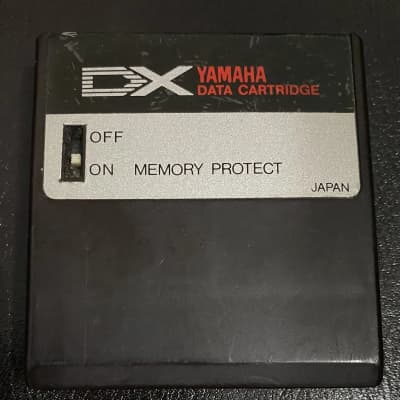 DX YAMAHA
DATA CARTRIDGE
OFF
ON MEMORY PROTECT
JAPAN